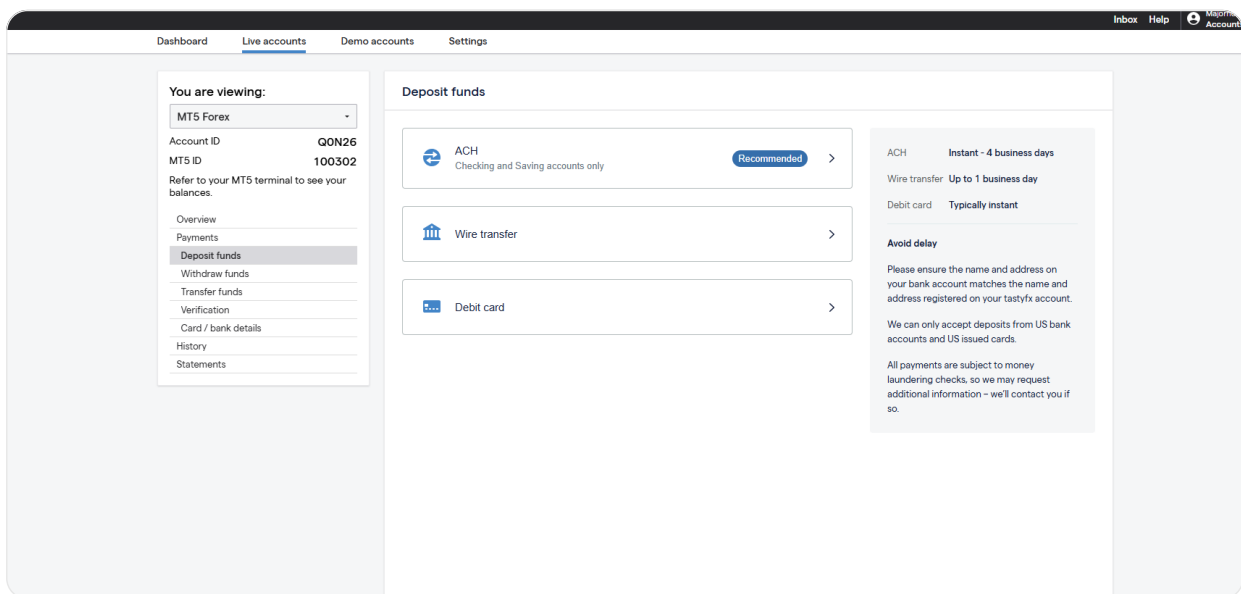 Inbox Help
Account
Dashboard Live accounts Demo accounts Settings
You are viewing:
MT5 Forex
Account ID Q0N26
MT5 ID 100302
Refer to your MT5 terminal to see your
balances.
Overview
Payments
Deposit funds
Withdraw funds
Transfer funds
Verification
Card / bank details
History
Statements
Deposit funds
ACH
Checking and Saving accounts only
Recommended
Wire transfer
Debit card
ACH Instant - 4 business days
Wire transfer Up to 1 business day
Debit card Typically instant
Avoid delay
Please ensure the name and address on
your bank account matches the name and
address registered on your tastyfx account.
We can only accept deposits from US bank
accounts and US issued cards.
All payments are subject to money
laundering checks, so we may request
additional information – we'll contact you if
so.